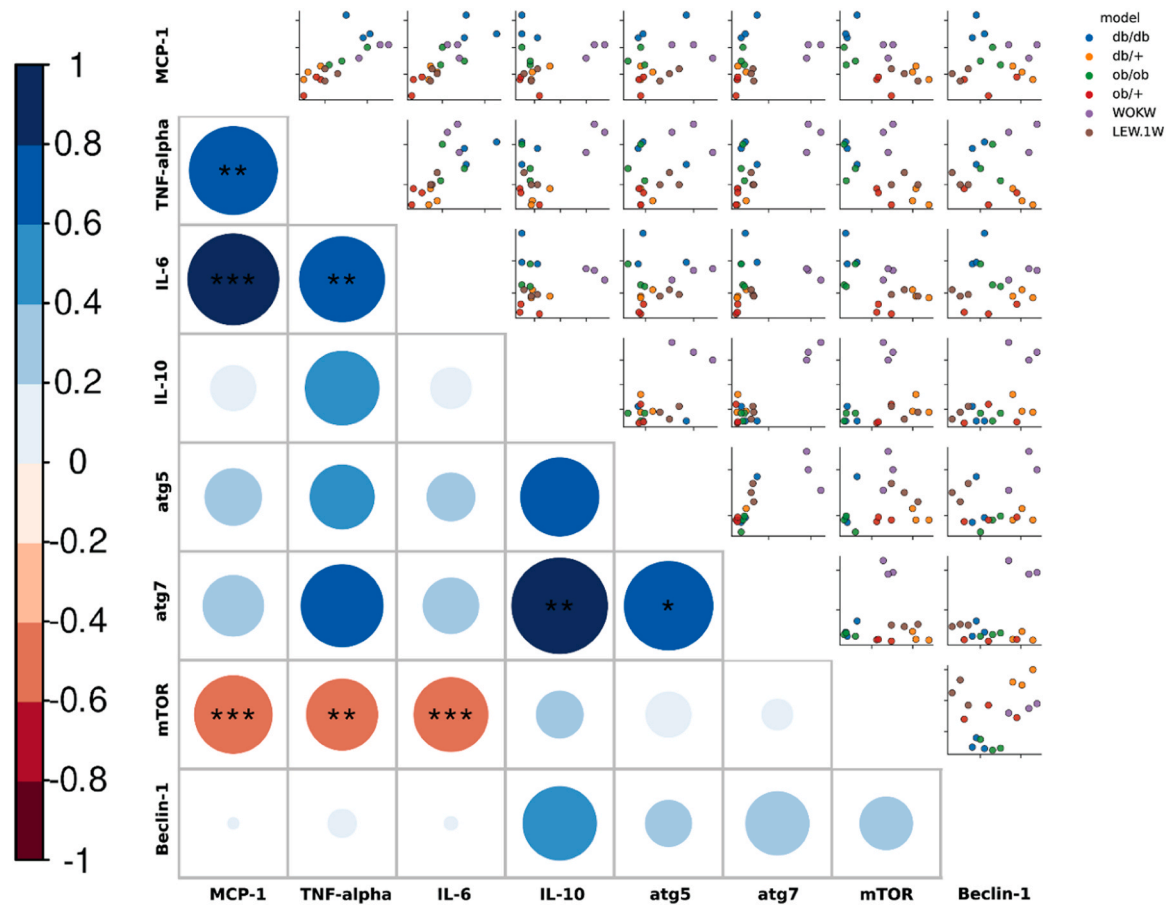 model
db/db
db/+
ob/ob
ob/+
WOKW
LEW.1W
1
0.8
0.6
0.4
0.2
0
-0.2
-0.4
-0.6
-0.8
-1
MCP-1
TNF-alpha
**
IL-6
*** **
IL-10
atg5
atg7
** *
mTOR
*** ** ***
Beclin-1
MCP-1 TNF-alpha IL-6 IL-10 atg5 atg7 mTOR Beclin-1